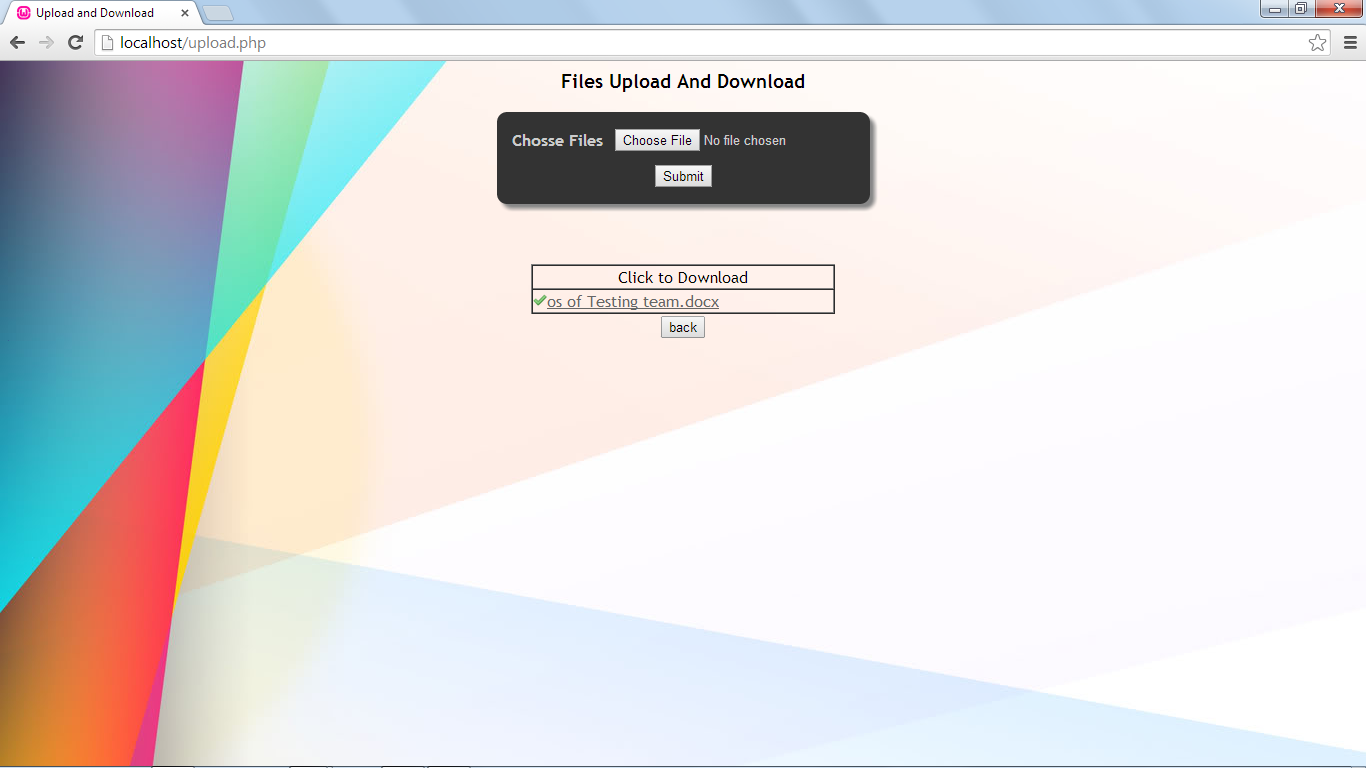 Upload and Download
localhost/upload.php
Files Upload And Download
Chosse Files Choose File No file chosen
Submit
Click to Download
os of Testing team.docx
back